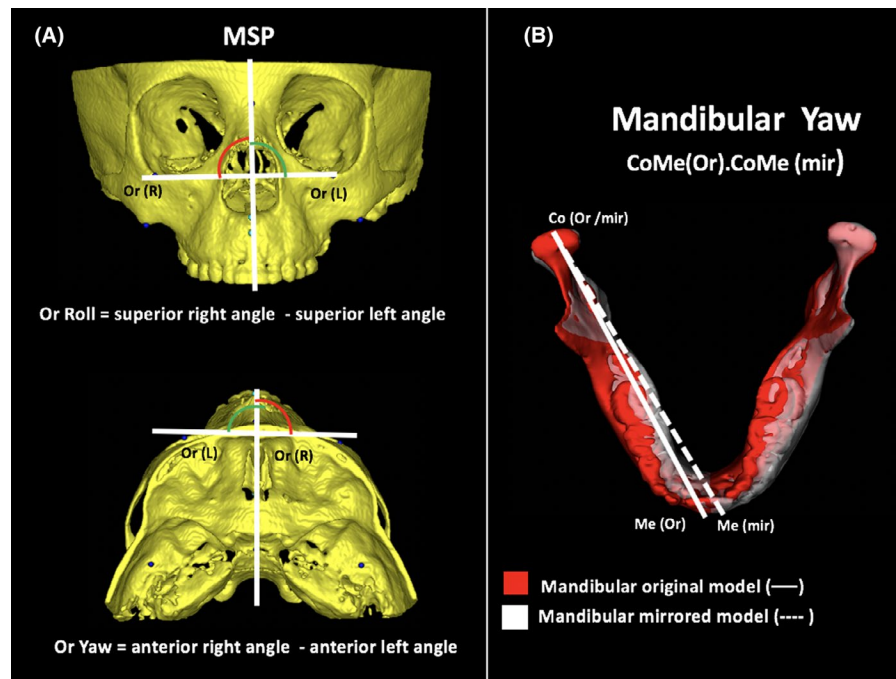 (A)
MSP
Or (R)
Or (L)
Or Roll = superior right angle - superior left angle
Or (L)
Or (R)
Or Yaw = anterior right angle - anterior left angle
(B)
Mandibular Yaw
CoMe(Or).CoMe (mir)
Co (Or /mir)
Me (Or)
Me (mir)
Mandibular original model (—)
Mandibular mirrored model (---- )